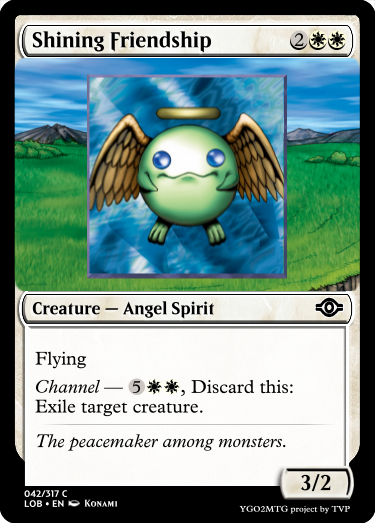 Shining Friendship 2
Creature — Angel Spirit
Flying
Channel — 5, Discard this:
Exile target creature.
The peacemaker among monsters.
3/2
042/317 C
LOB • EN Konami
YGO2MTG project by TVP